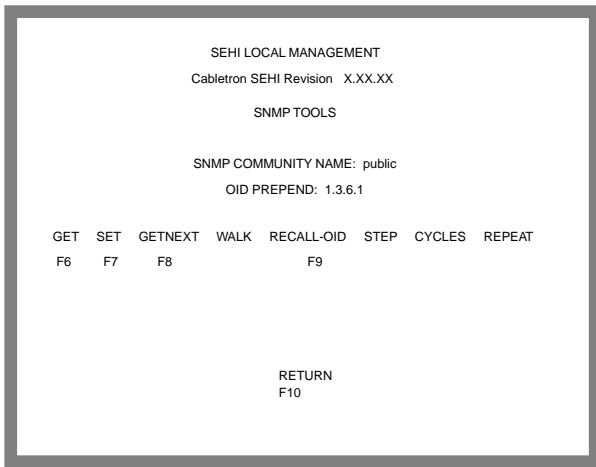 SEHI LOCAL MANAGEMENT
Cabletron SEHI Revision X.XX.XX
SNMP TOOLS
SNMP COMMUNITY NAME: public
OID PREPEND: 1.3.6.1
GET SET GETNEXT WALK RECALL-OID STEP CYCLES REPEAT
F6 F7 F8 F9
RETURN
F10